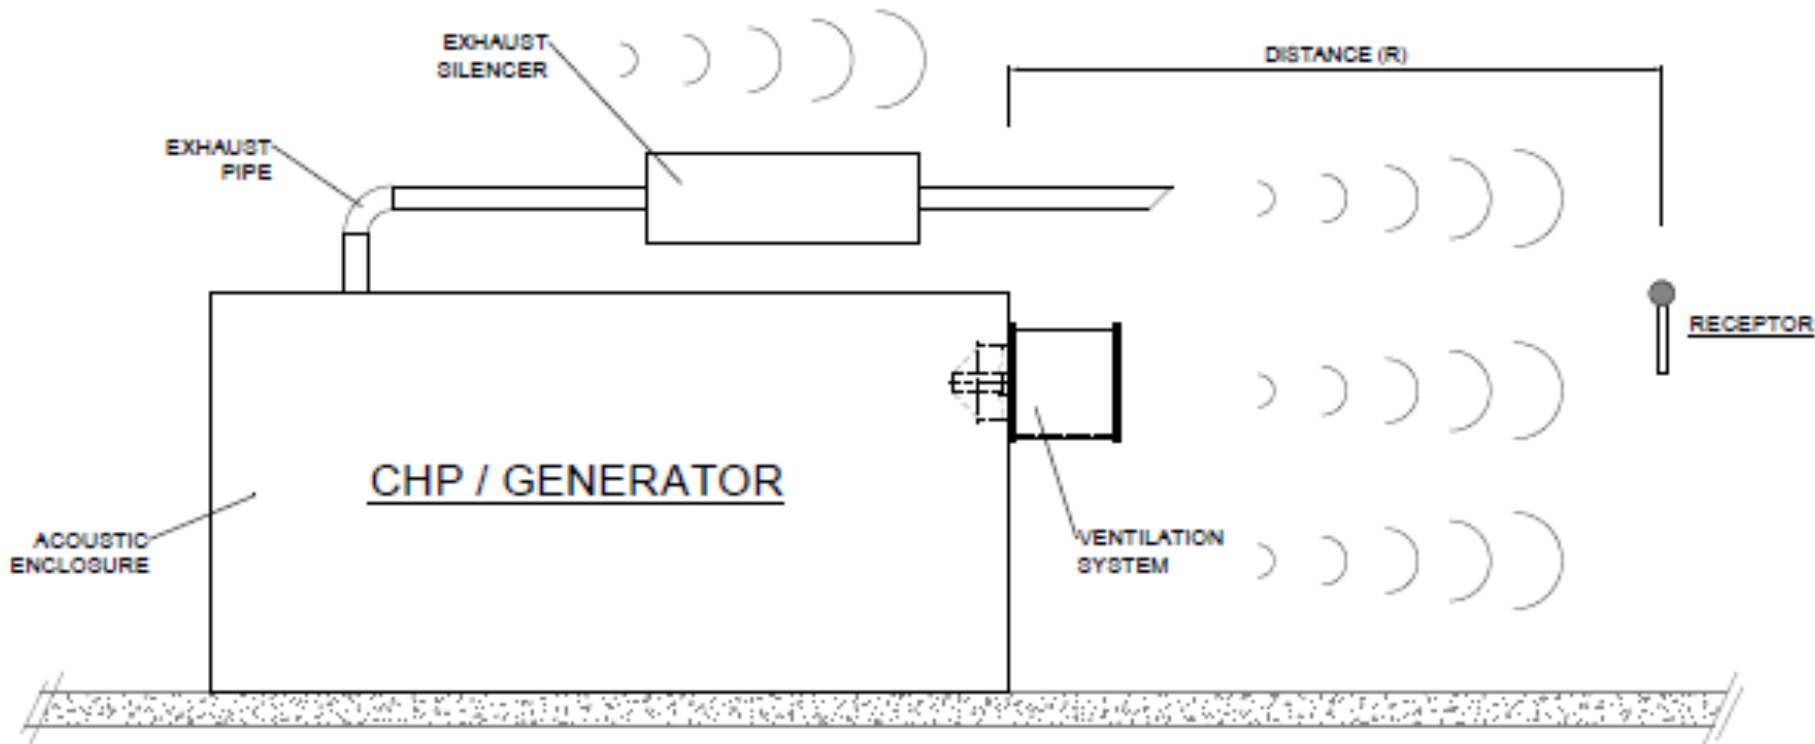 EXHAUST
SILENCER
DISTANCE (R)
EXHAUST
PIPE
RECEPTOR
CHP / GENERATOR
ACOUSTIC
ENCLOSURE
VENTILATION
SYSTEM